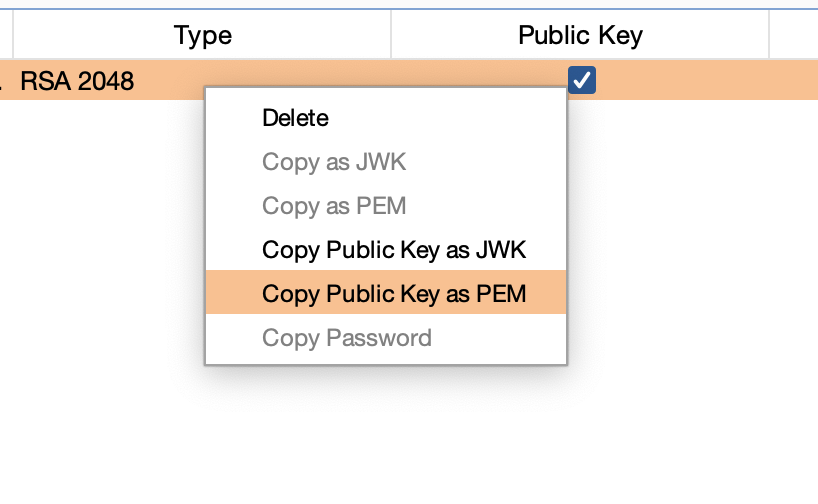 Type Public Key
. RSA 2048
Delete
Copy as JWK
Copy as PEM
Copy Public Key as JWK
Copy Public Key as PEM
Copy Password